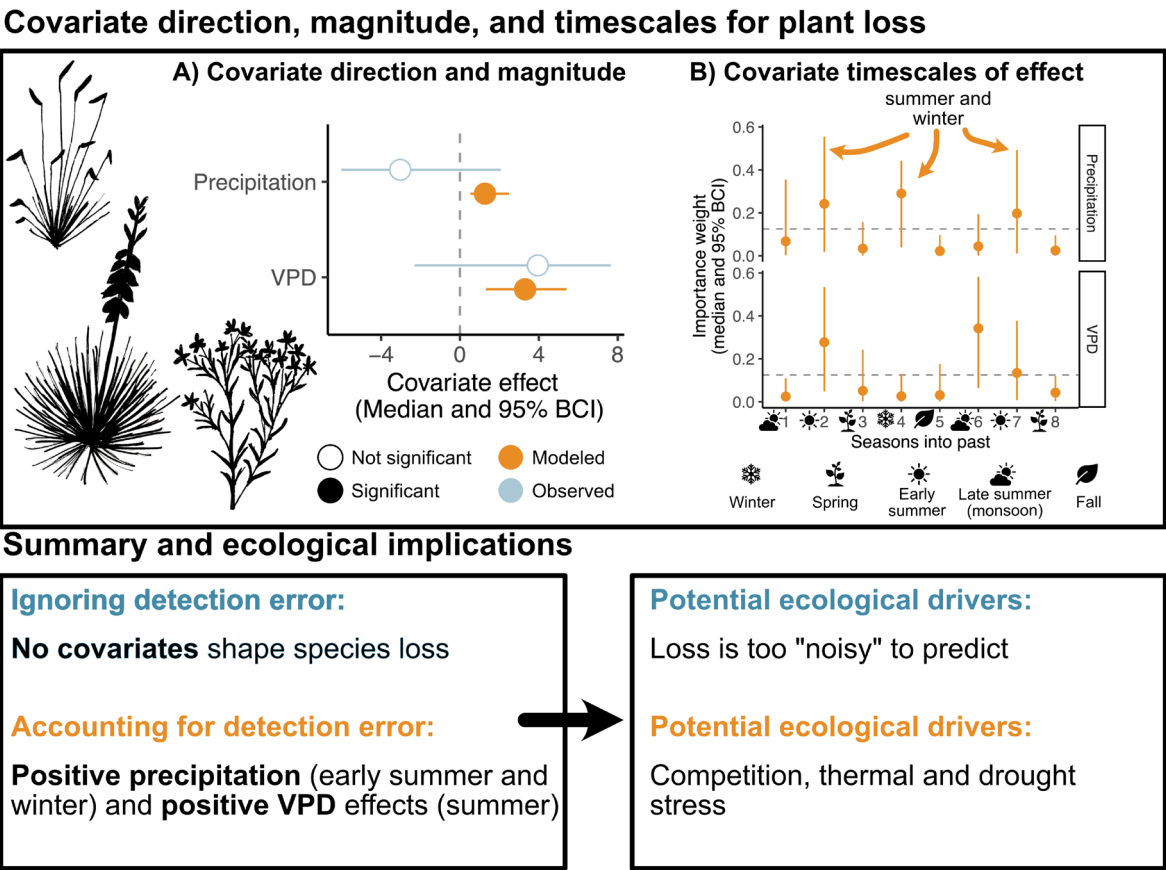 Covariate direction, magnitude, and timescales for plant loss
A) Covariate direction and magnitude
Precipitation
VPD
−4 0 4 8
Covariate effect
(Median and 95% BCI)
Not significant
Modeled
Significant
Observed
B) Covariate timescales of effect
summer and
winter
Importance weight
(median and 95% BCI)
0.6
0.4
0.2
0.0
Precipitation
0.6
0.4
0.2
0.0
VPD
1 2 3 4 5 6 7 8
Seasons into past
Winter
Spring
Early
summer
Late summer
(monsoon)
Fall
Summary and ecological implications
Ignoring detection error:
No covariates shape species loss
Accounting for detection error:
Positive precipitation (early summer and
winter) and positive VPD effects (summer)
Potential ecological drivers:
Loss is too "noisy" to predict
Potential ecological drivers:
Competition, thermal and drought
stress